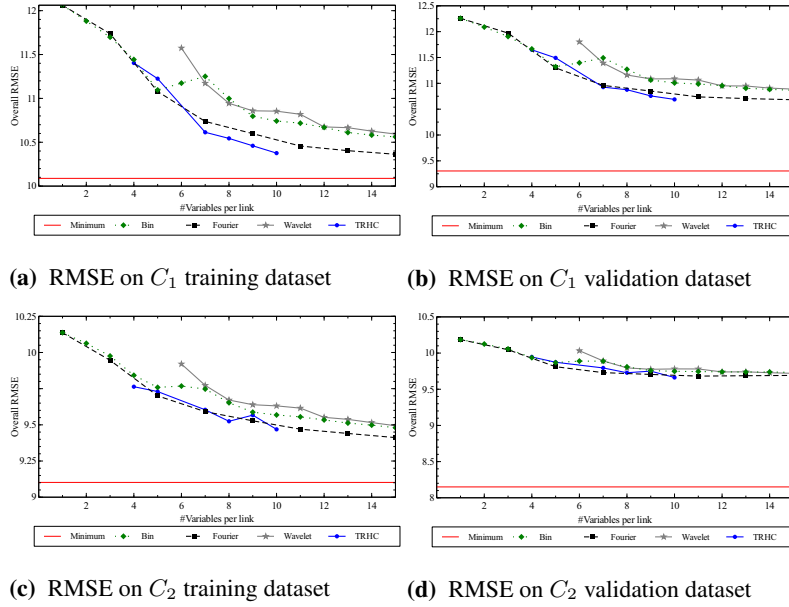 12
11.5
11
10.5
10
Overall RMSE
2 4 6 8 10 12 14
#Variables per link
Minimum Bin Fourier Wavelet TRHC
(a) RMSE on C₁ training dataset
12.5
12
11.5
11
10.5
10
9.5
9
Overall RMSE
2 4 6 8 10 12 14
#Variables per link
Minimum Bin Fourier Wavelet TRHC
(b) RMSE on C₁ validation dataset
10.25
10
9.75
9.5
9.25
9
Overall RMSE
2 4 6 8 10 12 14
#Variables per link
Minimum Bin Fourier Wavelet TRHC
(c) RMSE on C₂ training dataset
11
10.5
10
9.5
9
8.5
8
Overall RMSE
2 4 6 8 10 12 14
#Variables per link
Minimum Bin Fourier Wavelet TRHC
(d) RMSE on C₂ validation dataset